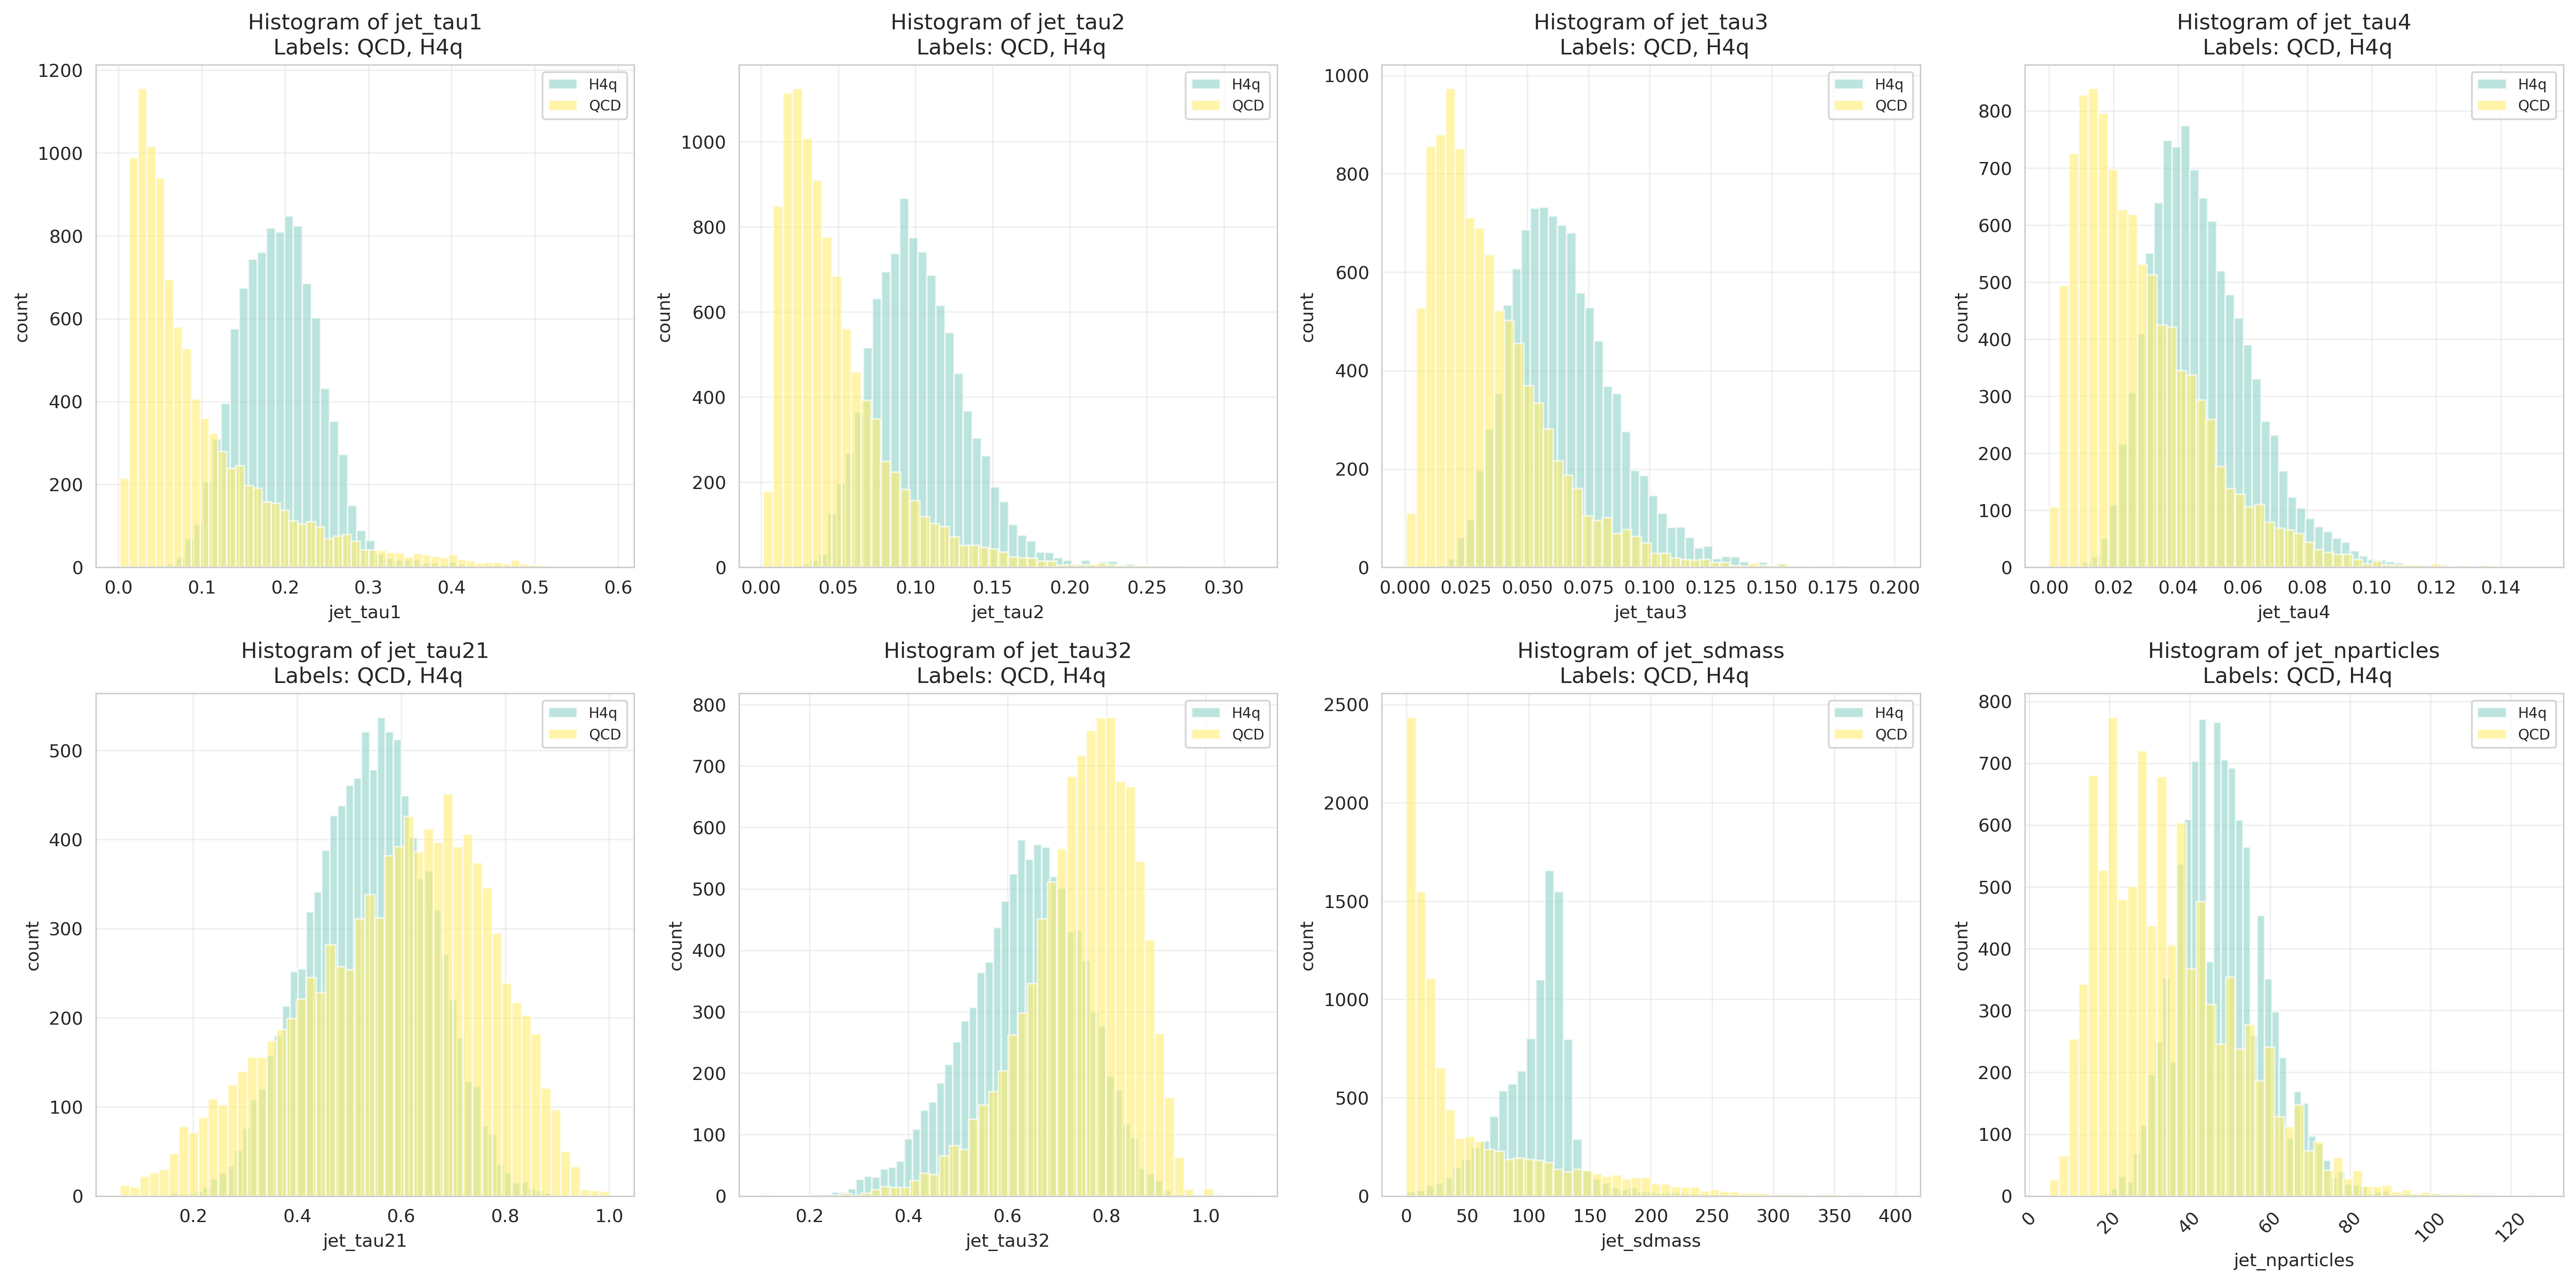 Histogram of jet_tau1
Labels: QCD, H4q
H4q
QCD
1200
1000
800
600
400
200
0
count
0.0 0.1 0.2 0.3 0.4 0.5 0.6
jet_tau1
Histogram of jet_tau2
Labels: QCD, H4q
H4q
QCD
1000
800
600
400
200
0
count
0.00 0.05 0.10 0.15 0.20 0.25 0.30
jet_tau2
Histogram of jet_tau3
Labels: QCD, H4q
H4q
QCD
1000
800
600
400
200
0
count
0.000 0.025 0.050 0.075 0.100 0.125 0.150 0.175 0.200
jet_tau3
Histogram of jet_tau4
Labels: QCD, H4q
H4q
QCD
800
700
600
500
400
300
200
100
0
count
0.00 0.02 0.04 0.06 0.08 0.10 0.12 0.14
jet_tau4
Histogram of jet_tau21
Labels: QCD, H4q
H4q
QCD
500
400
300
200
100
0
count
0.2 0.4 0.6 0.8 1.0
jet_tau21
Histogram of jet_tau32
Labels: QCD, H4q
H4q
QCD
800
700
600
500
400
300
200
100
0
count
0.2 0.4 0.6 0.8 1.0
jet_tau32
Histogram of jet_sdmass
Labels: QCD, H4q
H4q
QCD
2500
2000
1500
1000
500
0
count
0 50 100 150 200 250 300 350 400
jet_sdmass
Histogram of jet_nparticles
Labels: QCD, H4q
H4q
QCD
800
700
600
500
400
300
200
100
0
count
0 20 40 60 80 100 120
jet_nparticles